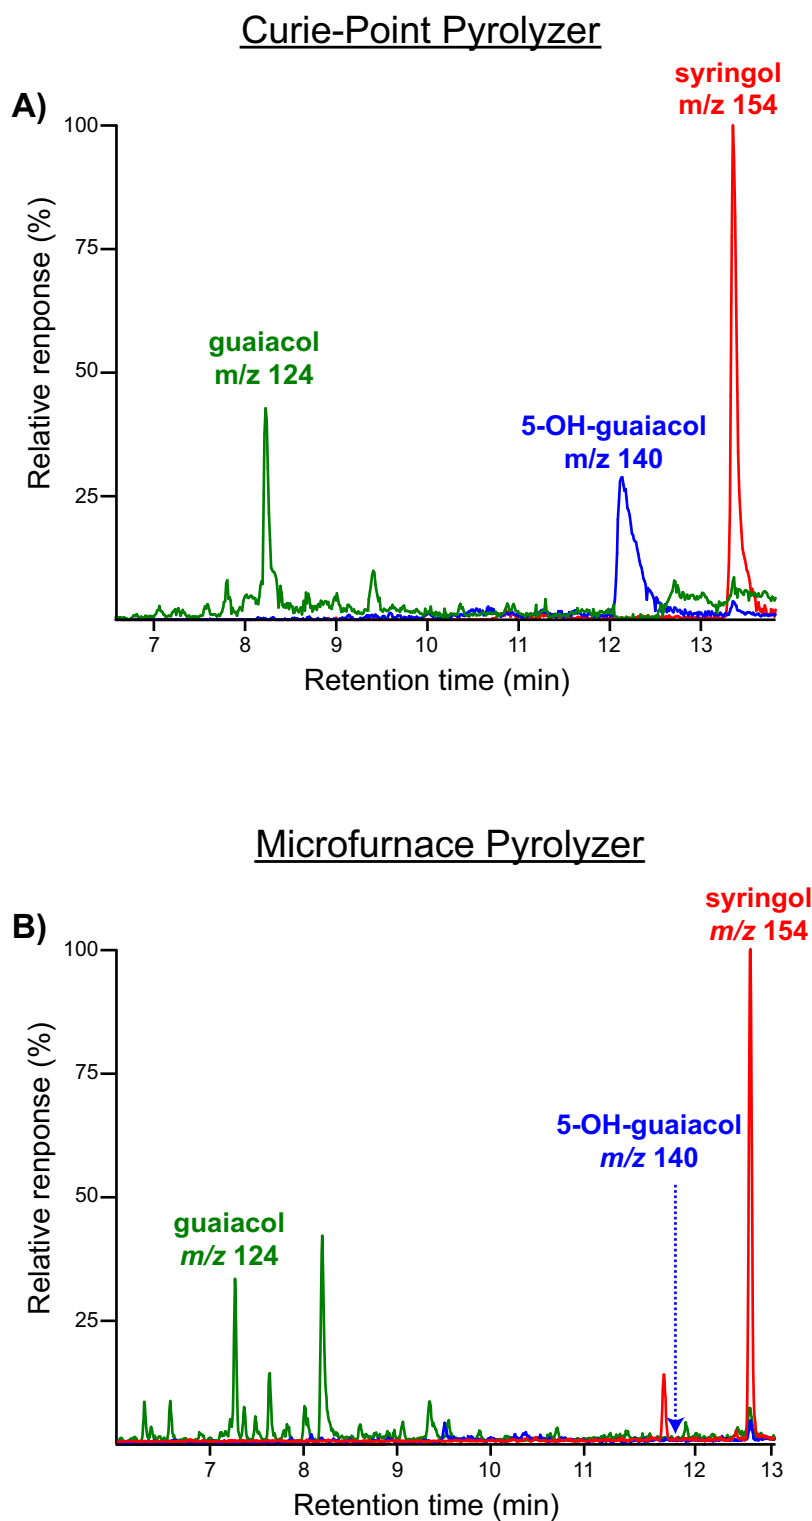 Curie-Point Pyrolyzer
A)
syringol
m/z 154
100
75
50
25
Relative renponse (%)
guaiacol
m/z 124
5-OH-guaiacol
m/z 140
7 8 9 10 11 12 13
Retention time (min)
Microfurnace Pyrolyzer
B)
syringol
m/z 154
100
75
50
25
Relative renponse (%)
5-OH-guaiacol
m/z 140
guaiacol
m/z 124
7 8 9 10 11 12 13
Retention time (min)